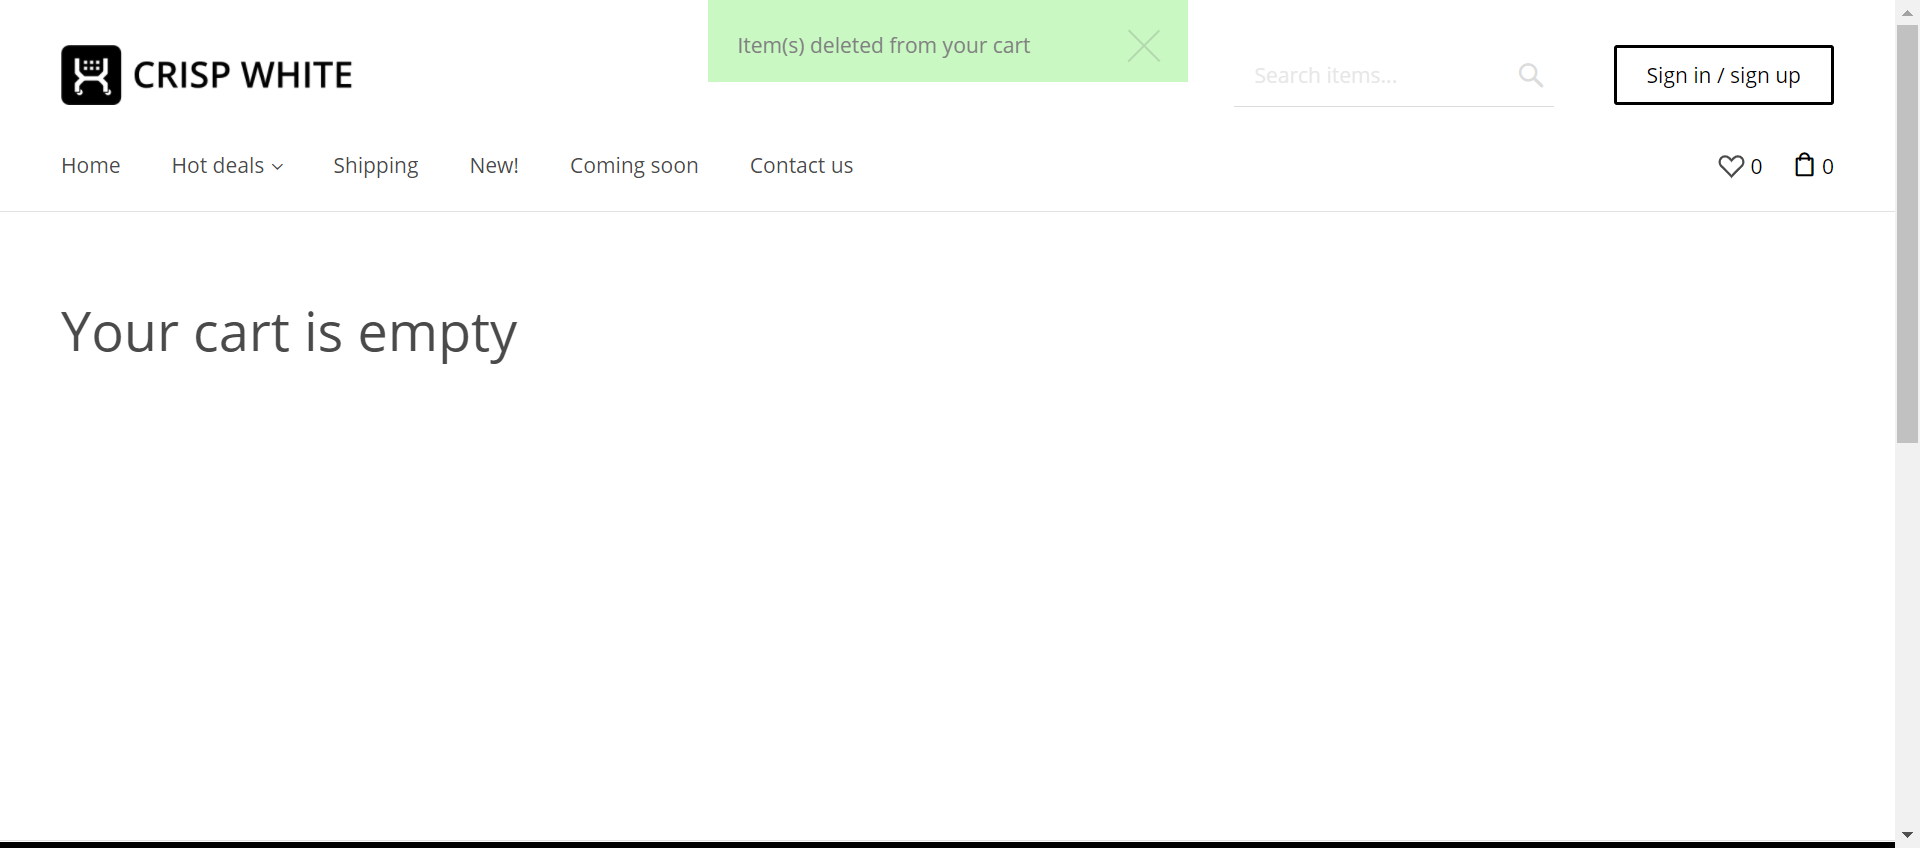 Item(s) deleted from your cart
CRISP WHITE
Search items...
Sign in / sign up
Home
Hot deals
Shipping
New!
Coming soon
Contact us
0
0
Your cart is empty